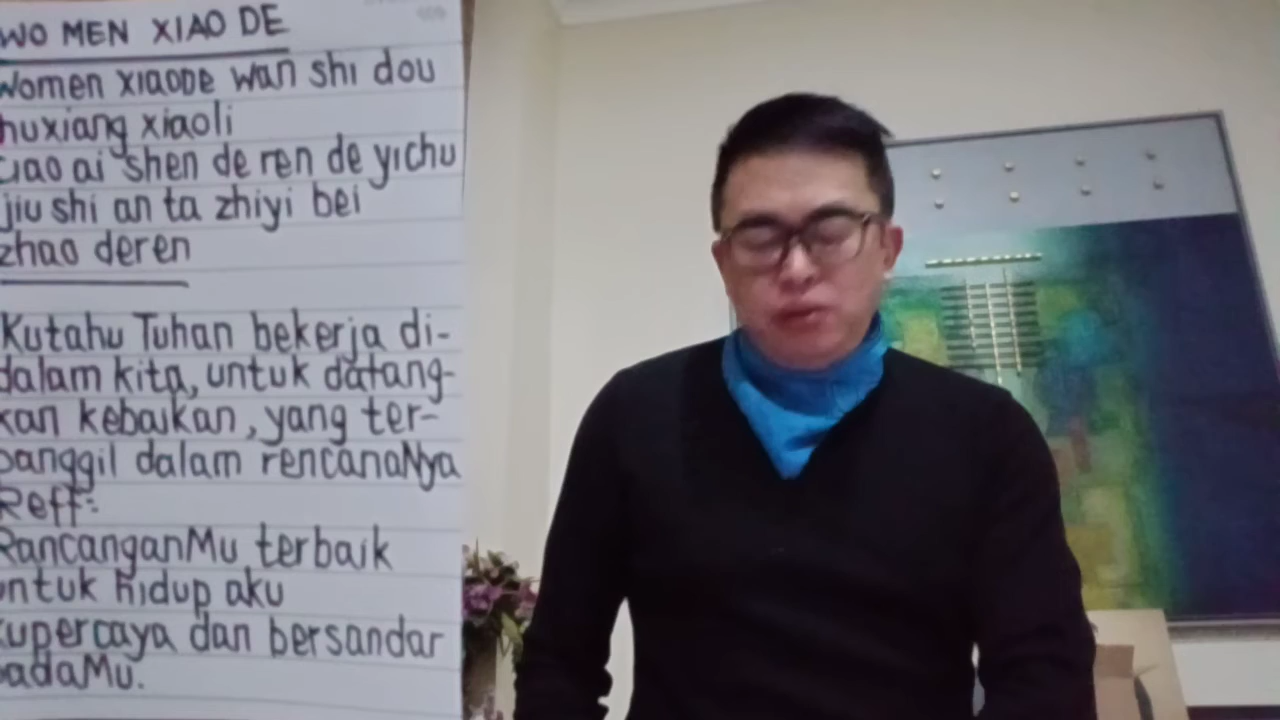 WO MEN XIAO DE
Women XIAODE wan shi dou
huxiang xiaoli
ai shen de ren de yichu
jiu shi an ta zhiyi bei
zhao deren
Kutahu Tuhan bekerja di-
dalam kita, untuk datang-
kan kebaikan, yang ter-
panggil dalam rencanaNya
Reff:
RancanganMu terbaik
untuk hidup aku
kupercaya dan bersandar
padaMu.